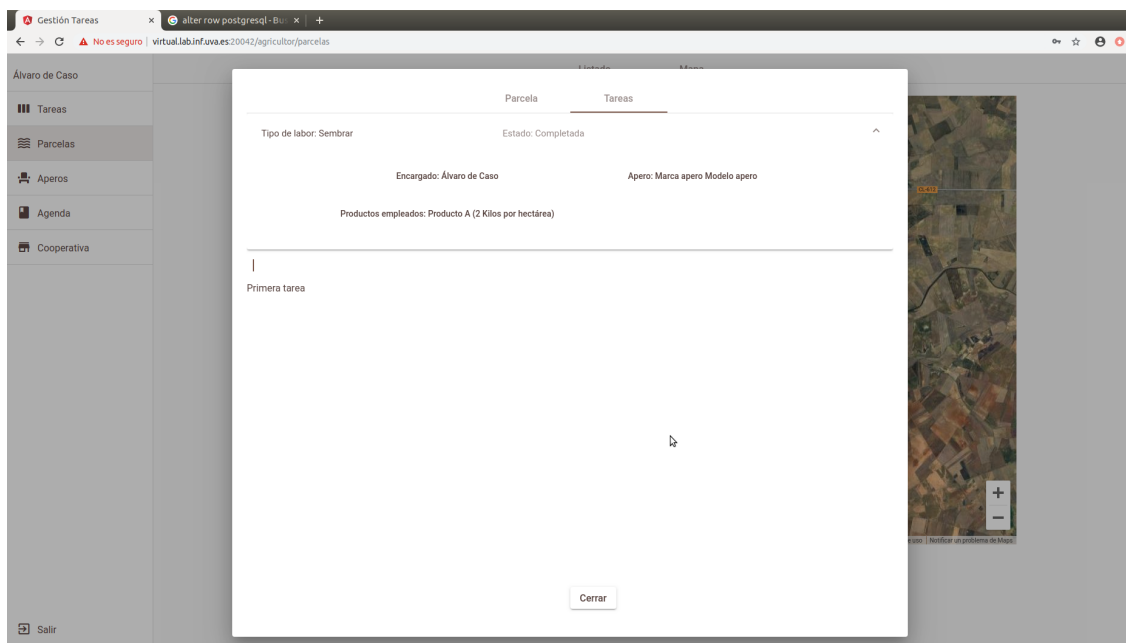 Gestión Tareas
alter row postgresql - Bus
No es seguro | virtual.lab.inf.uva.es:20042/agricultor/parcelas
Álvaro de Caso
Listado Mapa
Tareas
Parcelas
Aperos
Agenda
Cooperativa
Salir
Parcela Tareas
Tipo de labor: Sembrar Estado: Completada
Encargado: Álvaro de Caso Apero: Marca apero Modelo apero
Productos empleados: Producto A (2 Kilos por hectárea)
Primera tarea
Cerrar
CL-612
+
−
de uso Notificar un problema de Maps